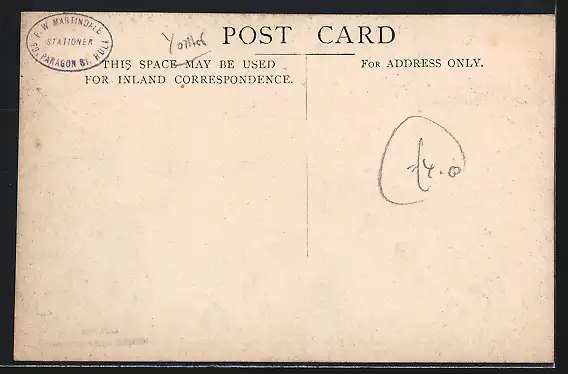 F. W. MARTINDALE
STATIONER
PARAGON ST. HULL
Yorks
POST CARD
THIS SPACE MAY BE USED
FOR INLAND CORRESPONDENCE.
FOR ADDRESS ONLY.